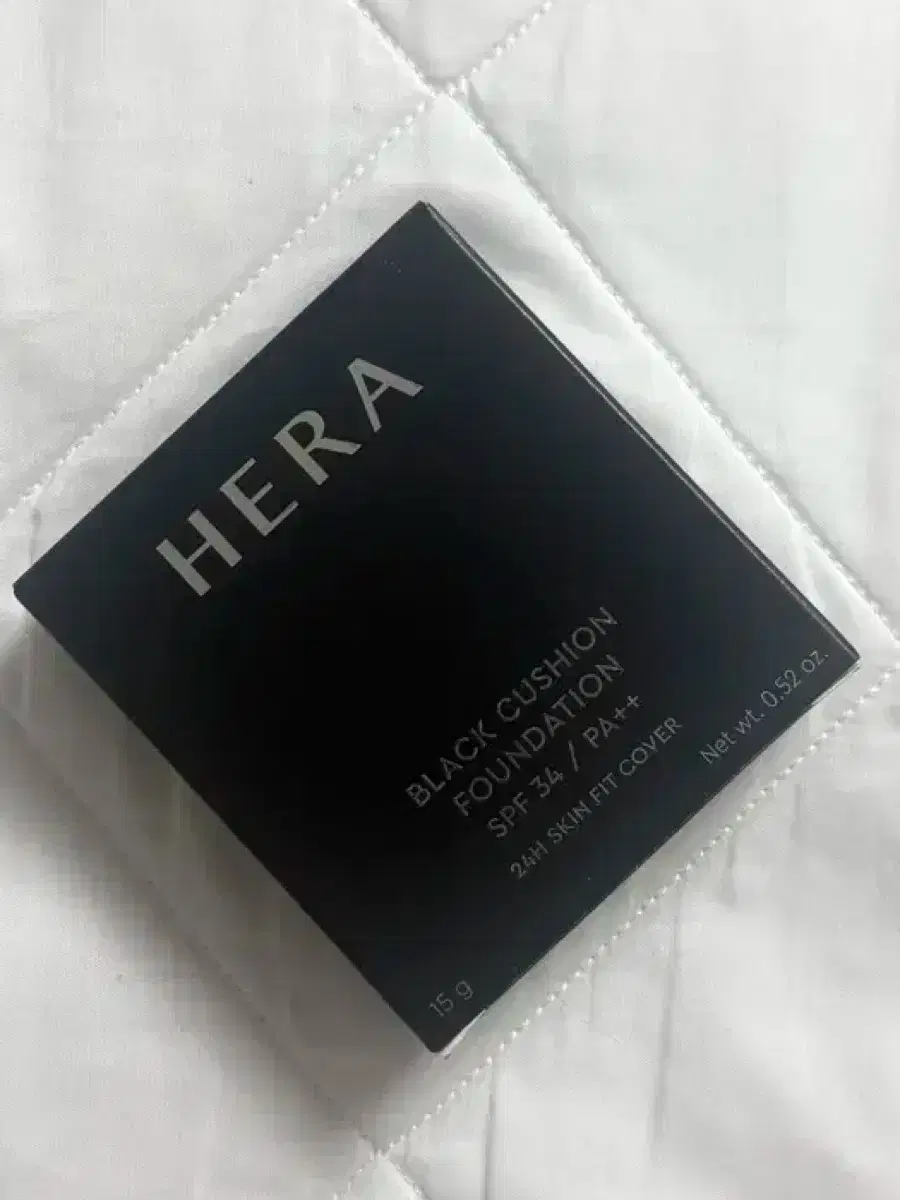 HERA
BLACK CUSHION
FOUNDATION
SPF 34 / PA++
24H SKIN FIT COVER
15 g
Net wt. 0.52 oz.